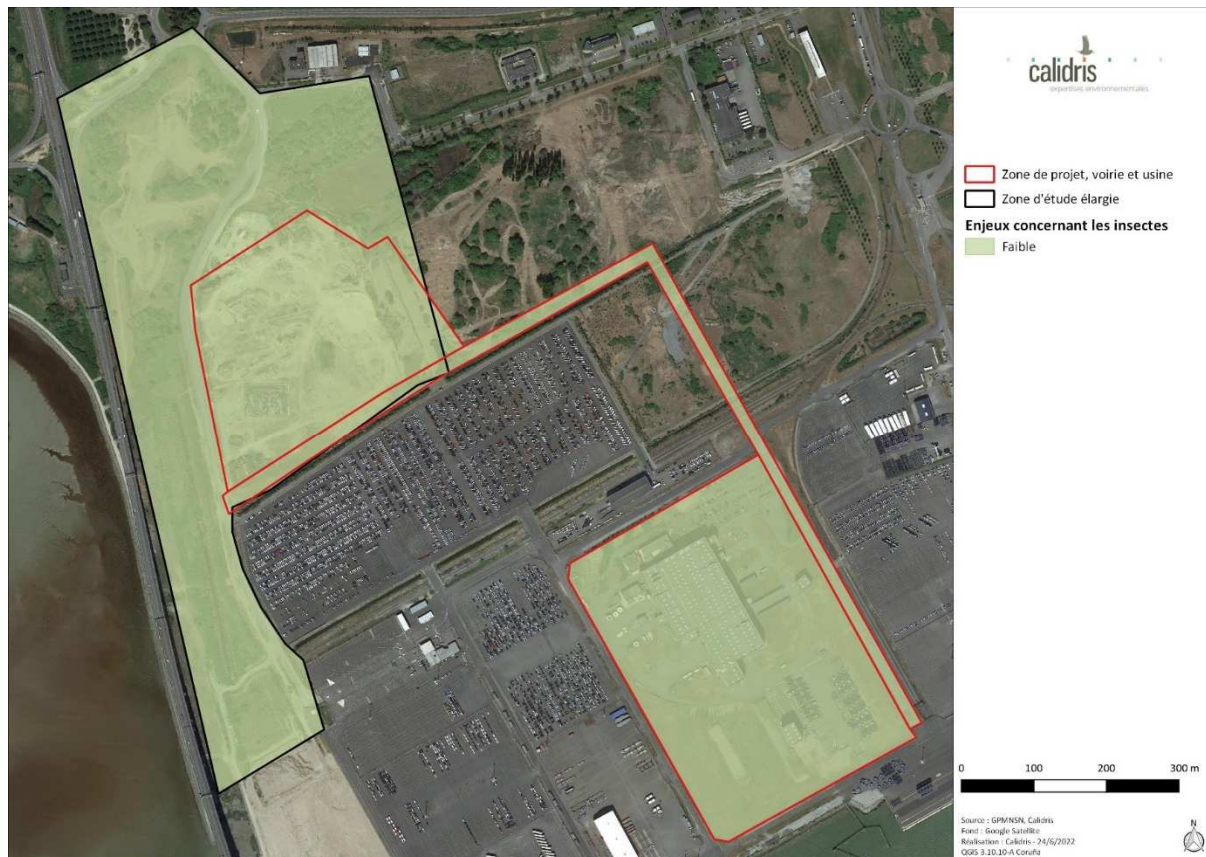 calidris
expertises environnementales
Zone de projet, voirie et usine
Zone d'étude élargie
Enjeux concernant les insectes
Faible
0 100 200 300 m
Source : GPMNSN, Calidris
Fond : Google Satellite
Réalisation : Calidris - 24/6/2022
QGIS 3.10.10-A Coruña
N